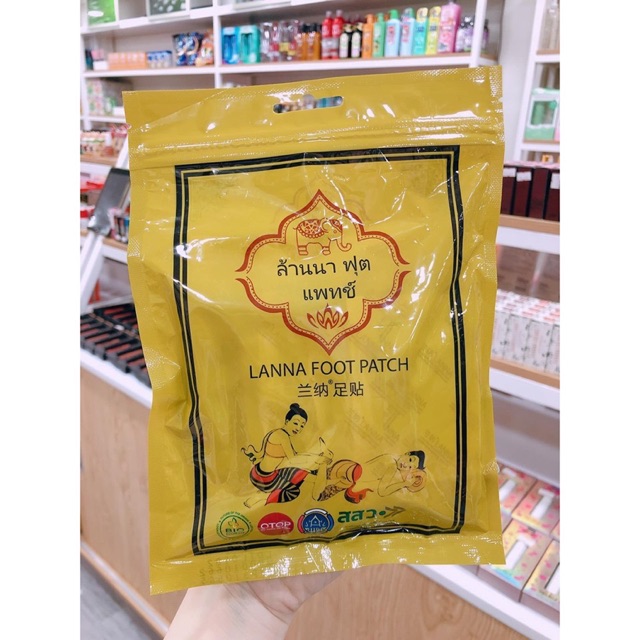 ล้านนา ฟุต
แพทช์
LANNA FOOT PATCH
兰纳®足贴
BIO
OTOP
สสว